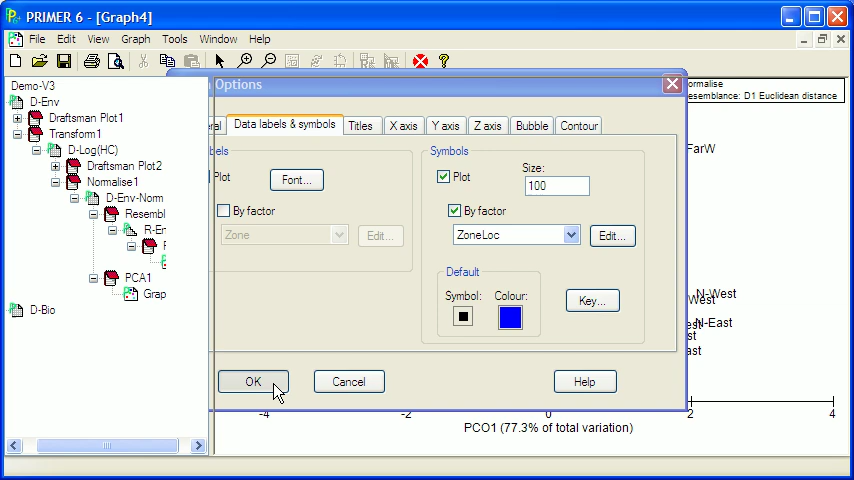 PRIMER 6 - [Graph4]
File Edit View Graph Tools Window Help
Options
Demo-V3
D-Env
Draftsman Plot1
Transform1
D-Log(HC)
Draftsman Plot2
Normalise1
D-Env-Norm
Resembl
R-En
PCA1
Grap
D-Bio
Data labels & symbols
Titles
X axis
Y axis
Z axis
Bubble
Contour
Plot
Font...
By factor
Zone
Edit...
Symbols
Plot
Size:
100
By factor
ZoneLoc
Edit...
Default
Symbol:
Colour:
Key...
OK
Cancel
Help
ormalise
esemblance: D1 Euclidean distance
FarW
N-West
West
N-East
ast
-4
-2
0
2
4
PCO1 (77.3% of total variation)